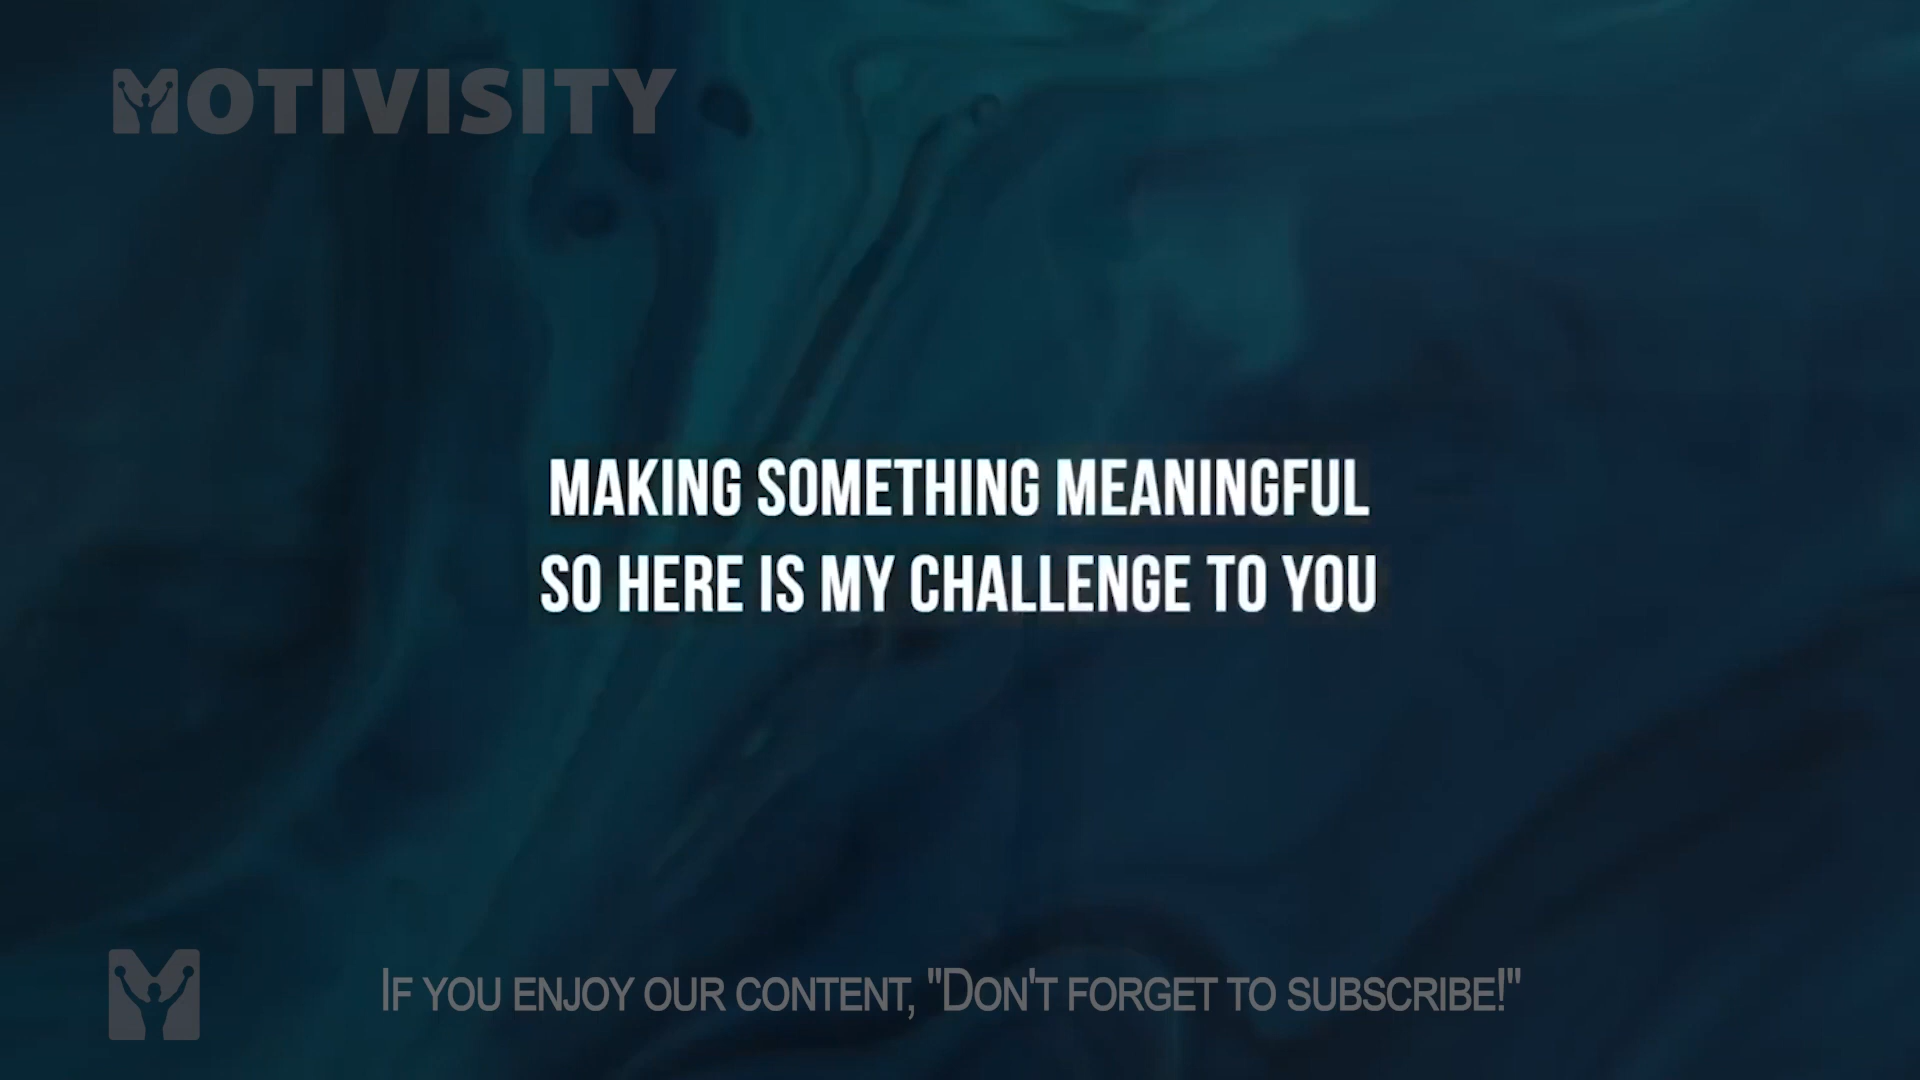 MOTIVISITY
MAKING SOMETHING MEANINGFUL
SO HERE IS MY CHALLENGE TO YOU
IF YOU ENJOY OUR CONTENT, "DON'T FORGET TO SUBSCRIBE!"